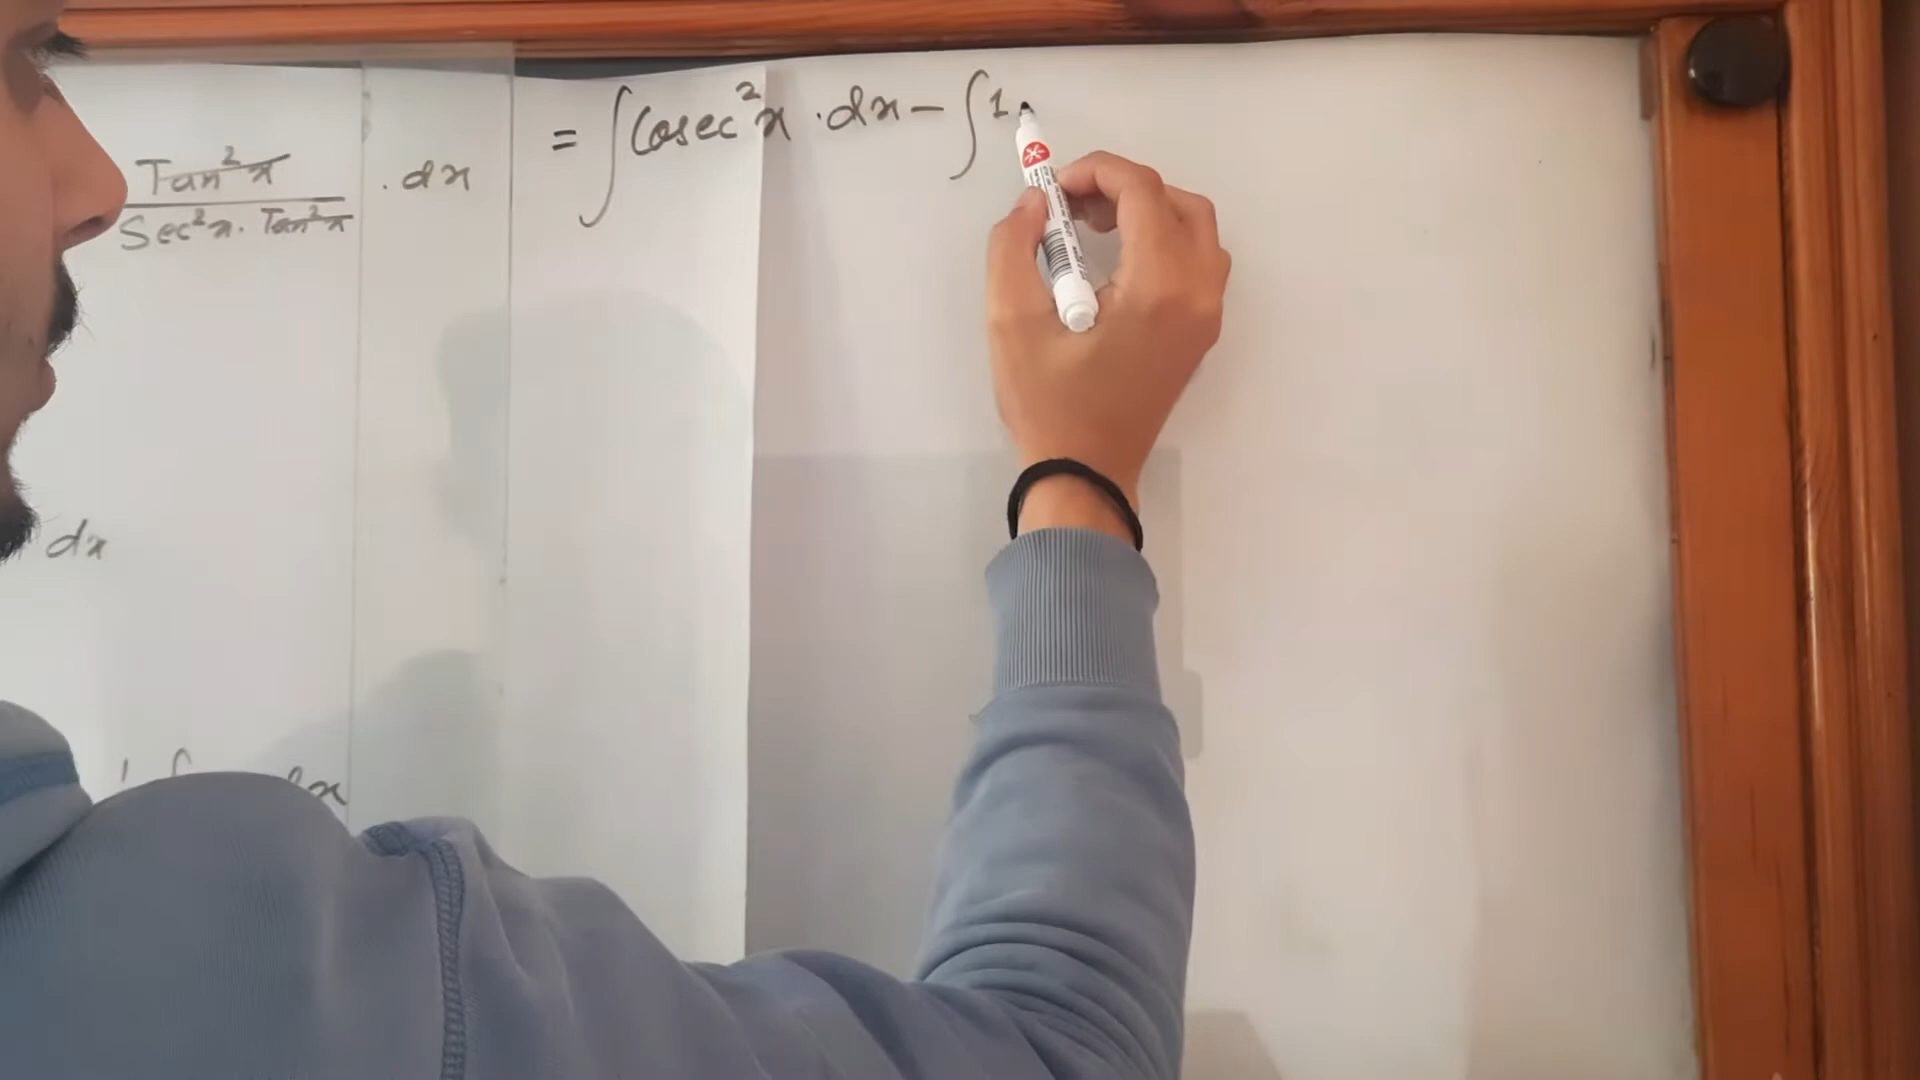 = ∫ Cosec²x . dx − ∫ 1
Tan²x
Sec²x . Tan²x
. dx
dx